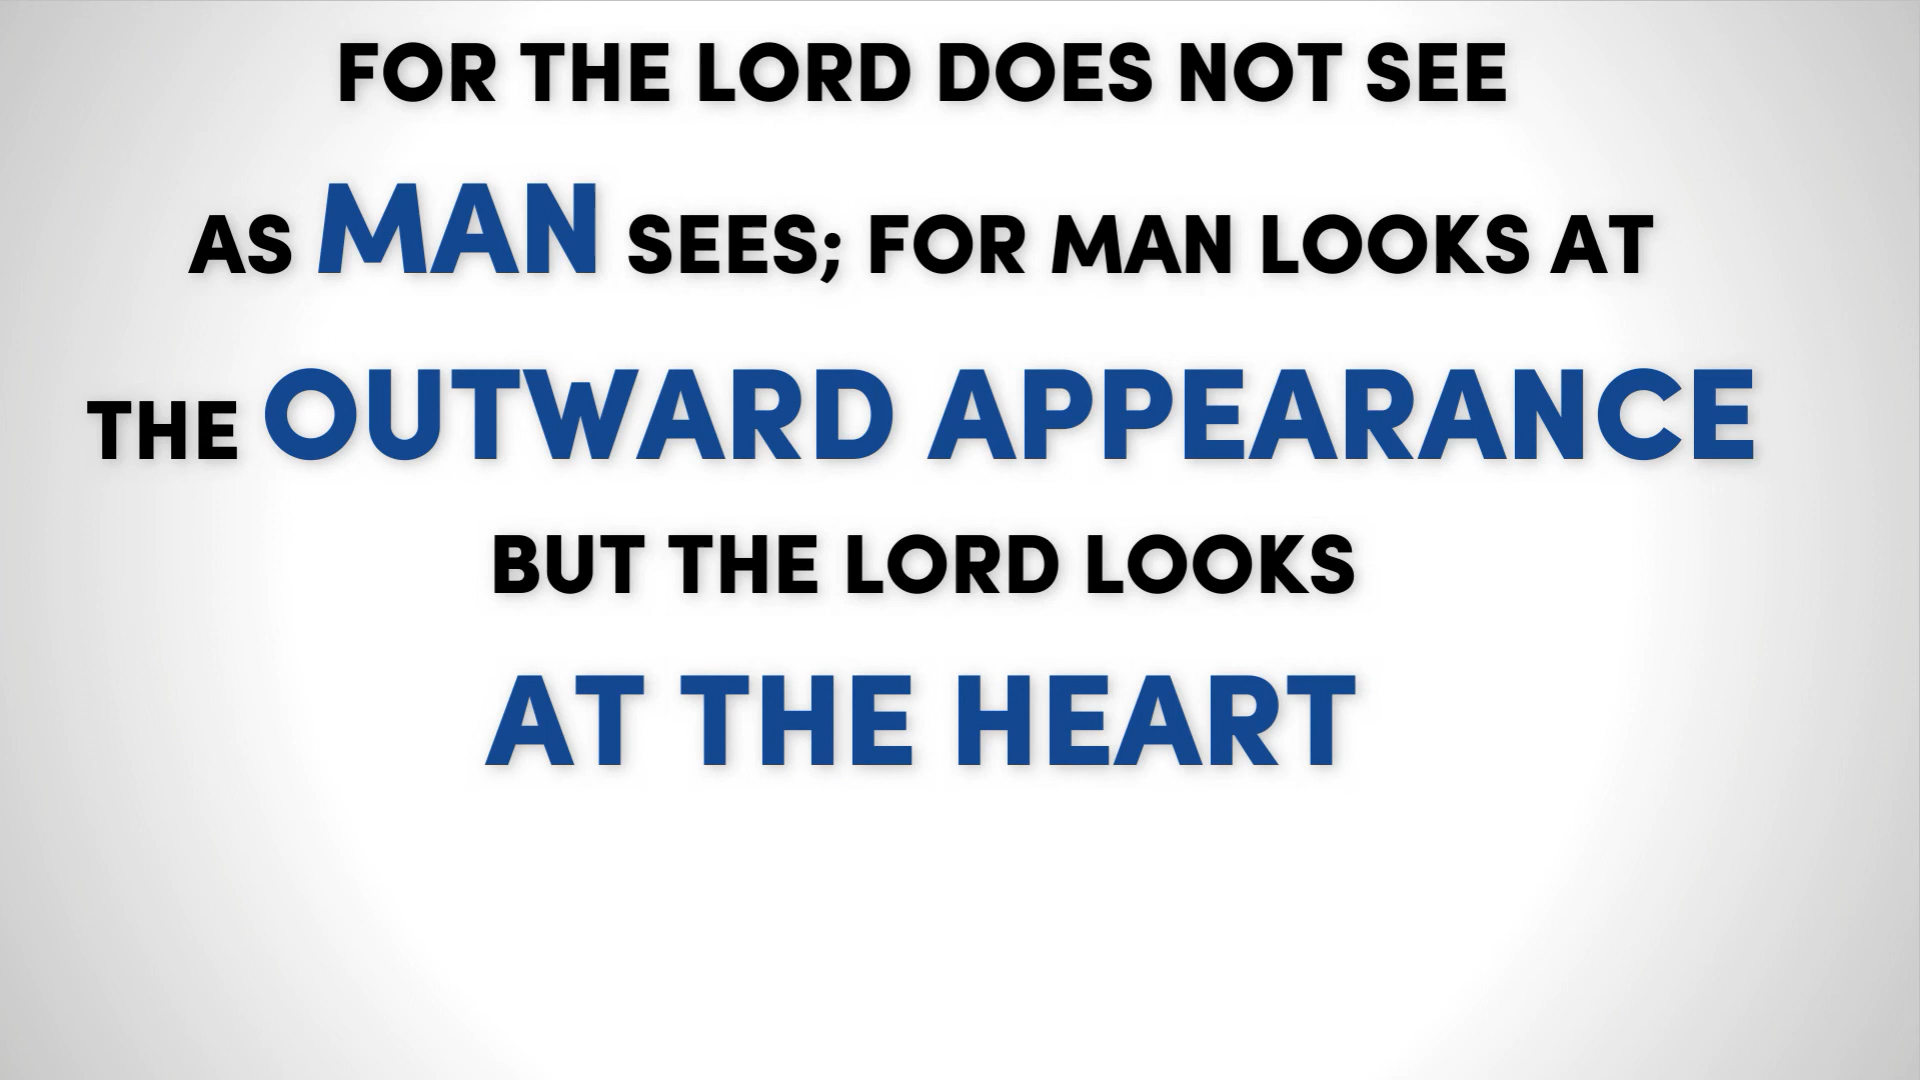 FOR THE LORD DOES NOT SEE
AS MAN SEES; FOR MAN LOOKS AT
THE OUTWARD APPEARANCE
BUT THE LORD LOOKS
AT THE HEART